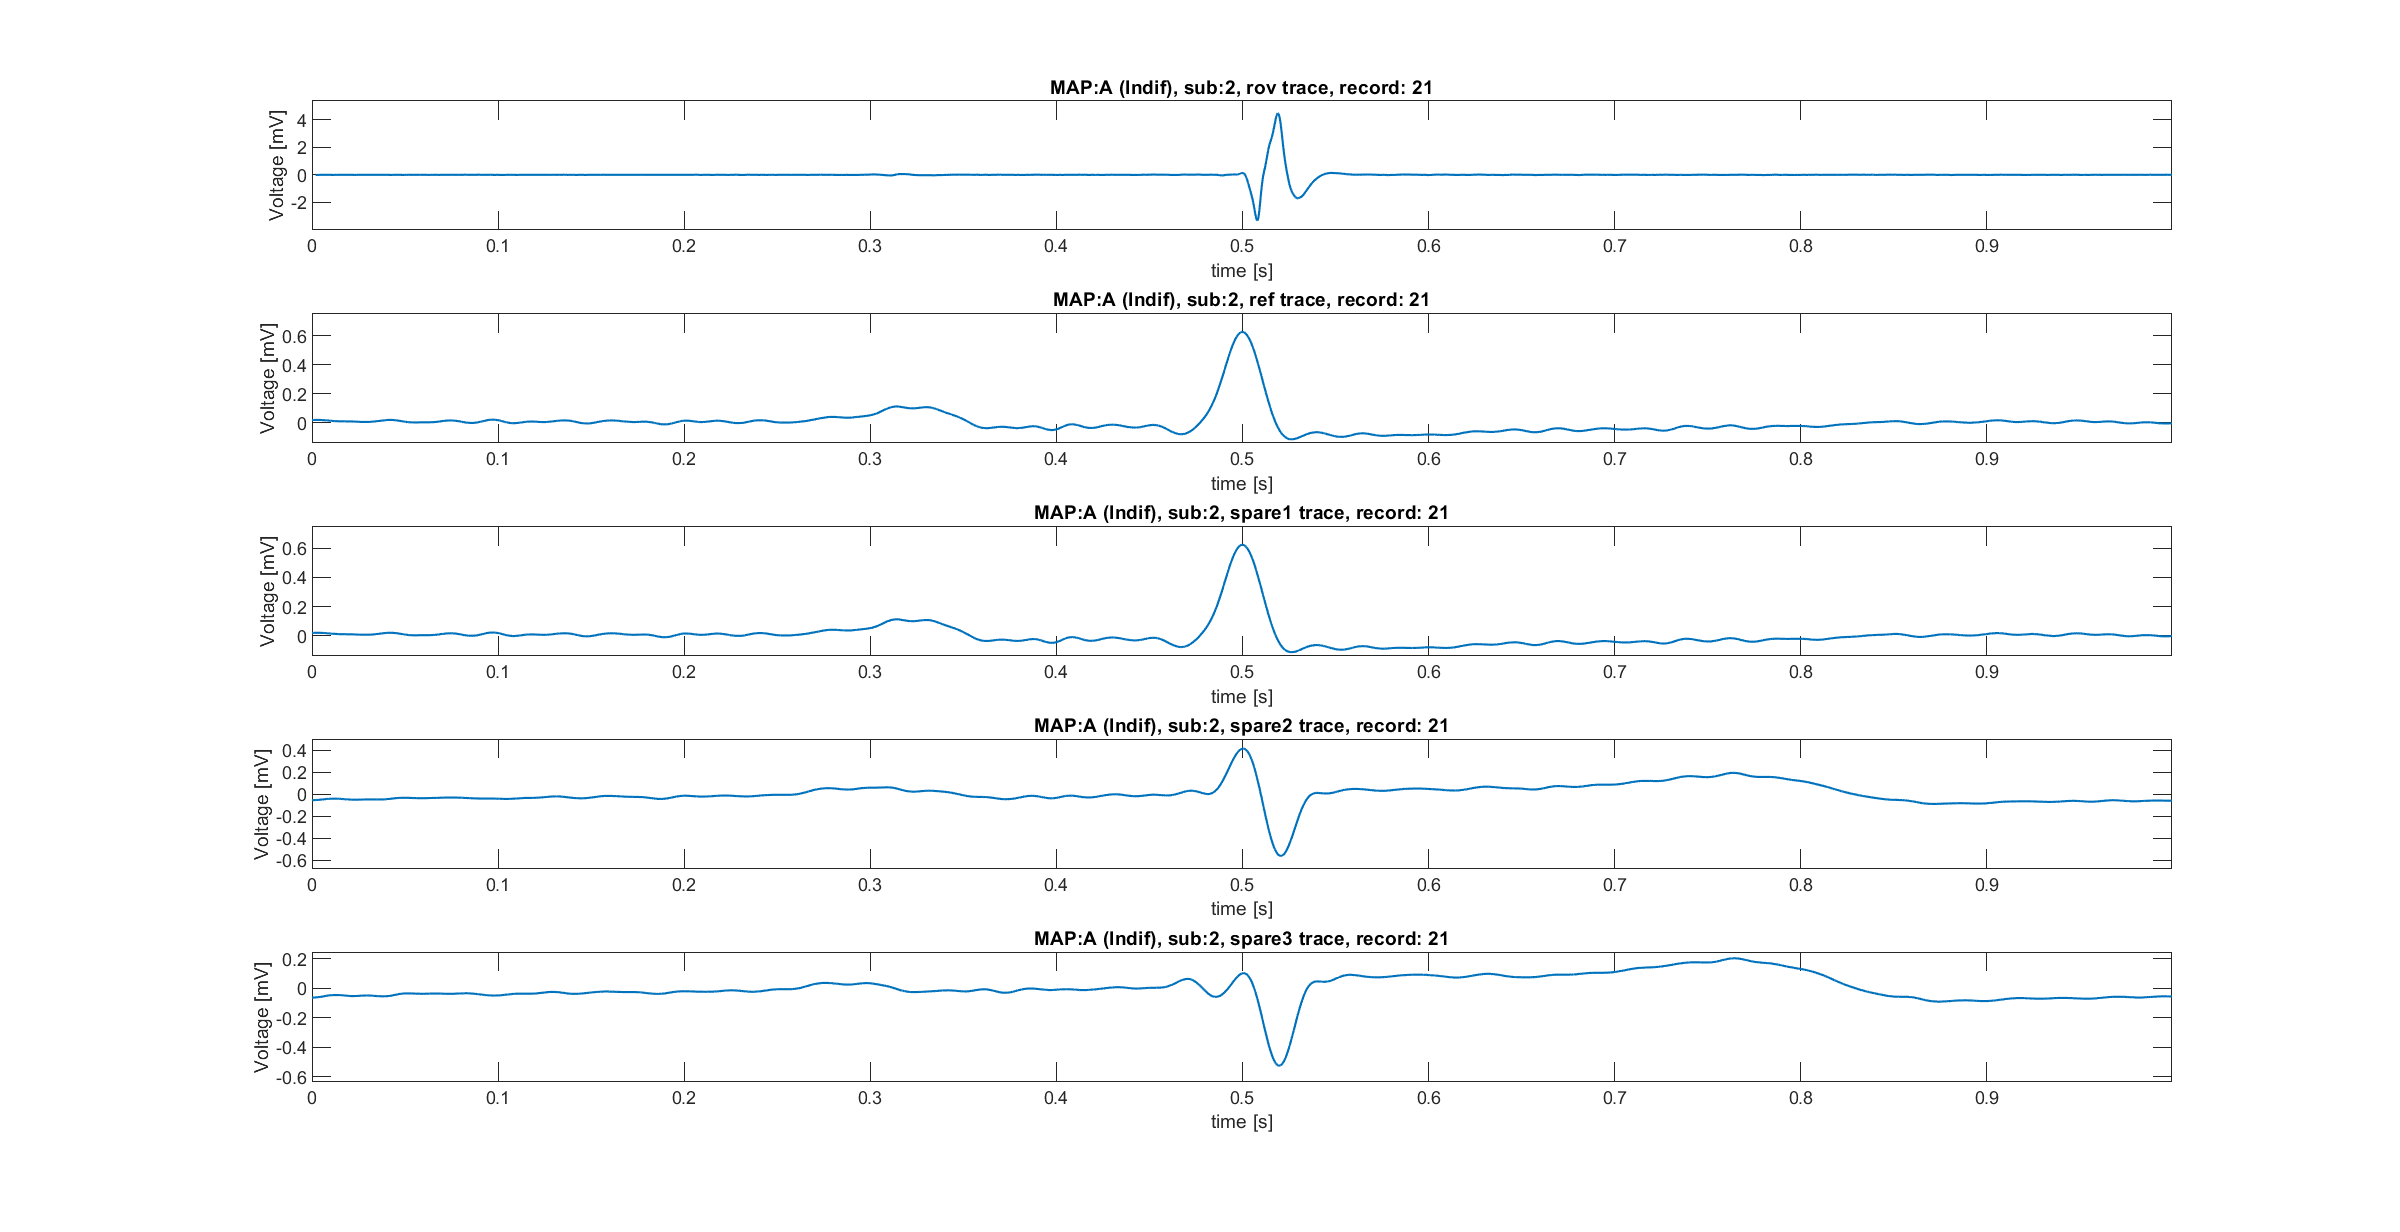 MAP:A (Indif), sub:2, rov trace, record: 21
Voltage [mV]
4
2
0
-2
0 0.1 0.2 0.3 0.4 0.5 0.6 0.7 0.8 0.9
time [s]
MAP:A (Indif), sub:2, ref trace, record: 21
Voltage [mV]
0.6
0.4
0.2
0
0 0.1 0.2 0.3 0.4 0.5 0.6 0.7 0.8 0.9
time [s]
MAP:A (Indif), sub:2, spare1 trace, record: 21
Voltage [mV]
0.6
0.4
0.2
0
0 0.1 0.2 0.3 0.4 0.5 0.6 0.7 0.8 0.9
time [s]
MAP:A (Indif), sub:2, spare2 trace, record: 21
Voltage [mV]
0.4
0.2
0
-0.2
-0.4
-0.6
0 0.1 0.2 0.3 0.4 0.5 0.6 0.7 0.8 0.9
time [s]
MAP:A (Indif), sub:2, spare3 trace, record: 21
Voltage [mV]
0.2
0
-0.2
-0.4
-0.6
0 0.1 0.2 0.3 0.4 0.5 0.6 0.7 0.8 0.9
time [s]